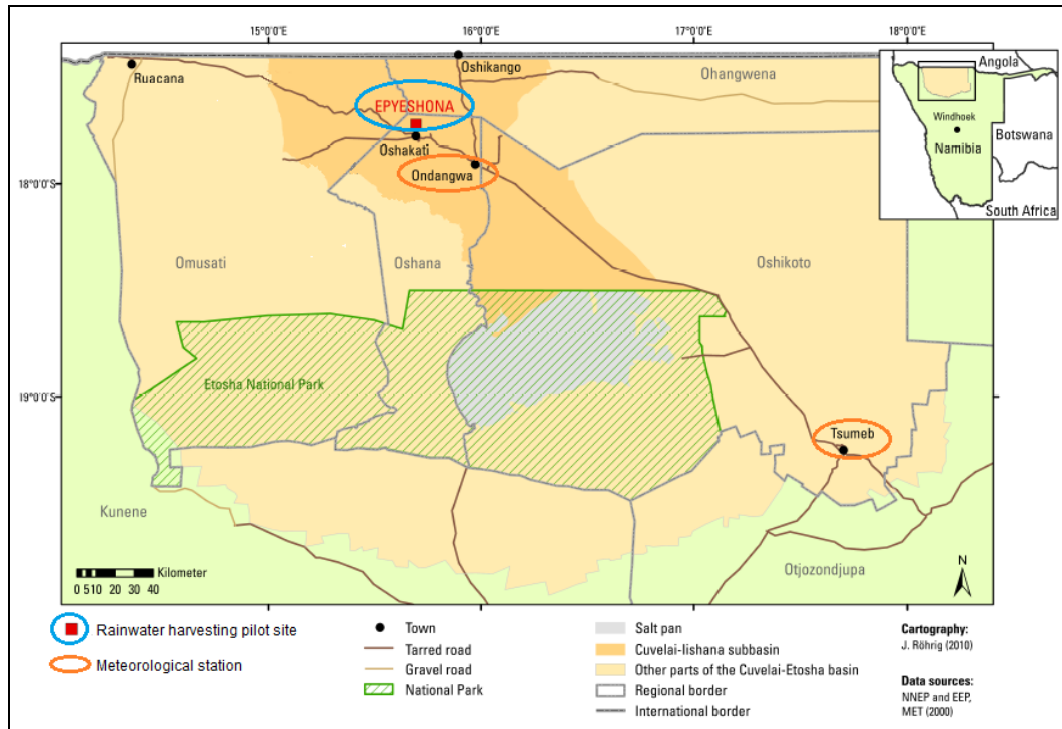 15°0'0"E
16°0'0"E
17°0'0"E
18°0'0"E
Ruacana
Oshikango
Ohangwena
EPYESHONA
Oshakati
Ondangwa
18°0'0"S
Omusati
Oshana
Oshikoto
Etosha National Park
19°0'0"S
Tsumeb
Kunene
Otjozondjupa
Angola
Windhoek
Namibia
Botswana
South Africa
Kilometer
0 5 10 20 30 40
N
Rainwater harvesting pilot site
Meteorological station
Town
Tarred road
Gravel road
National Park
Salt pan
Cuvelai-Iishana subbasin
Other parts of the Cuvelai-Etosha basin
Regional border
International border
Cartography:
J. Röhrig (2010)
Data sources:
NNEP and EEP,
MET (2000)